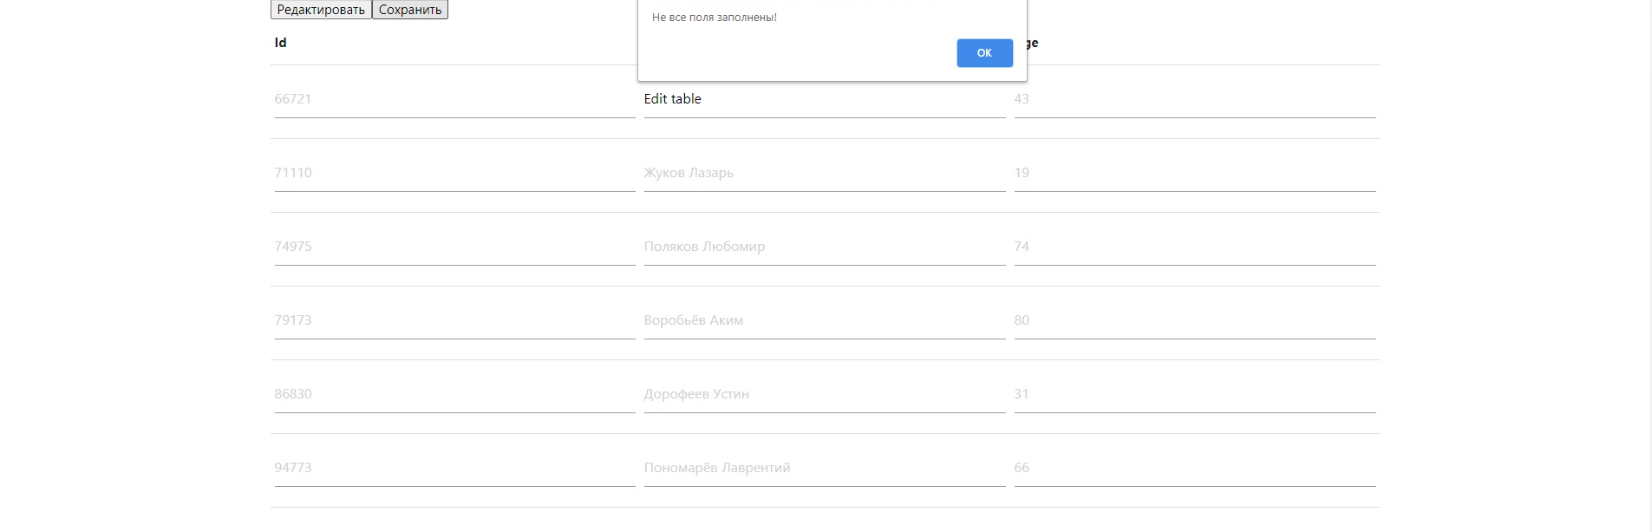 Редактировать Сохранить
Не все поля заполнены!
OK
Id
66721 Edit table 43
71110 Жуков Лазарь 19
74975 Поляков Любомир 74
79173 Воробьёв Аким 80
86830 Дорофеев Устин 31
94773 Пономарёв Лаврентий 66